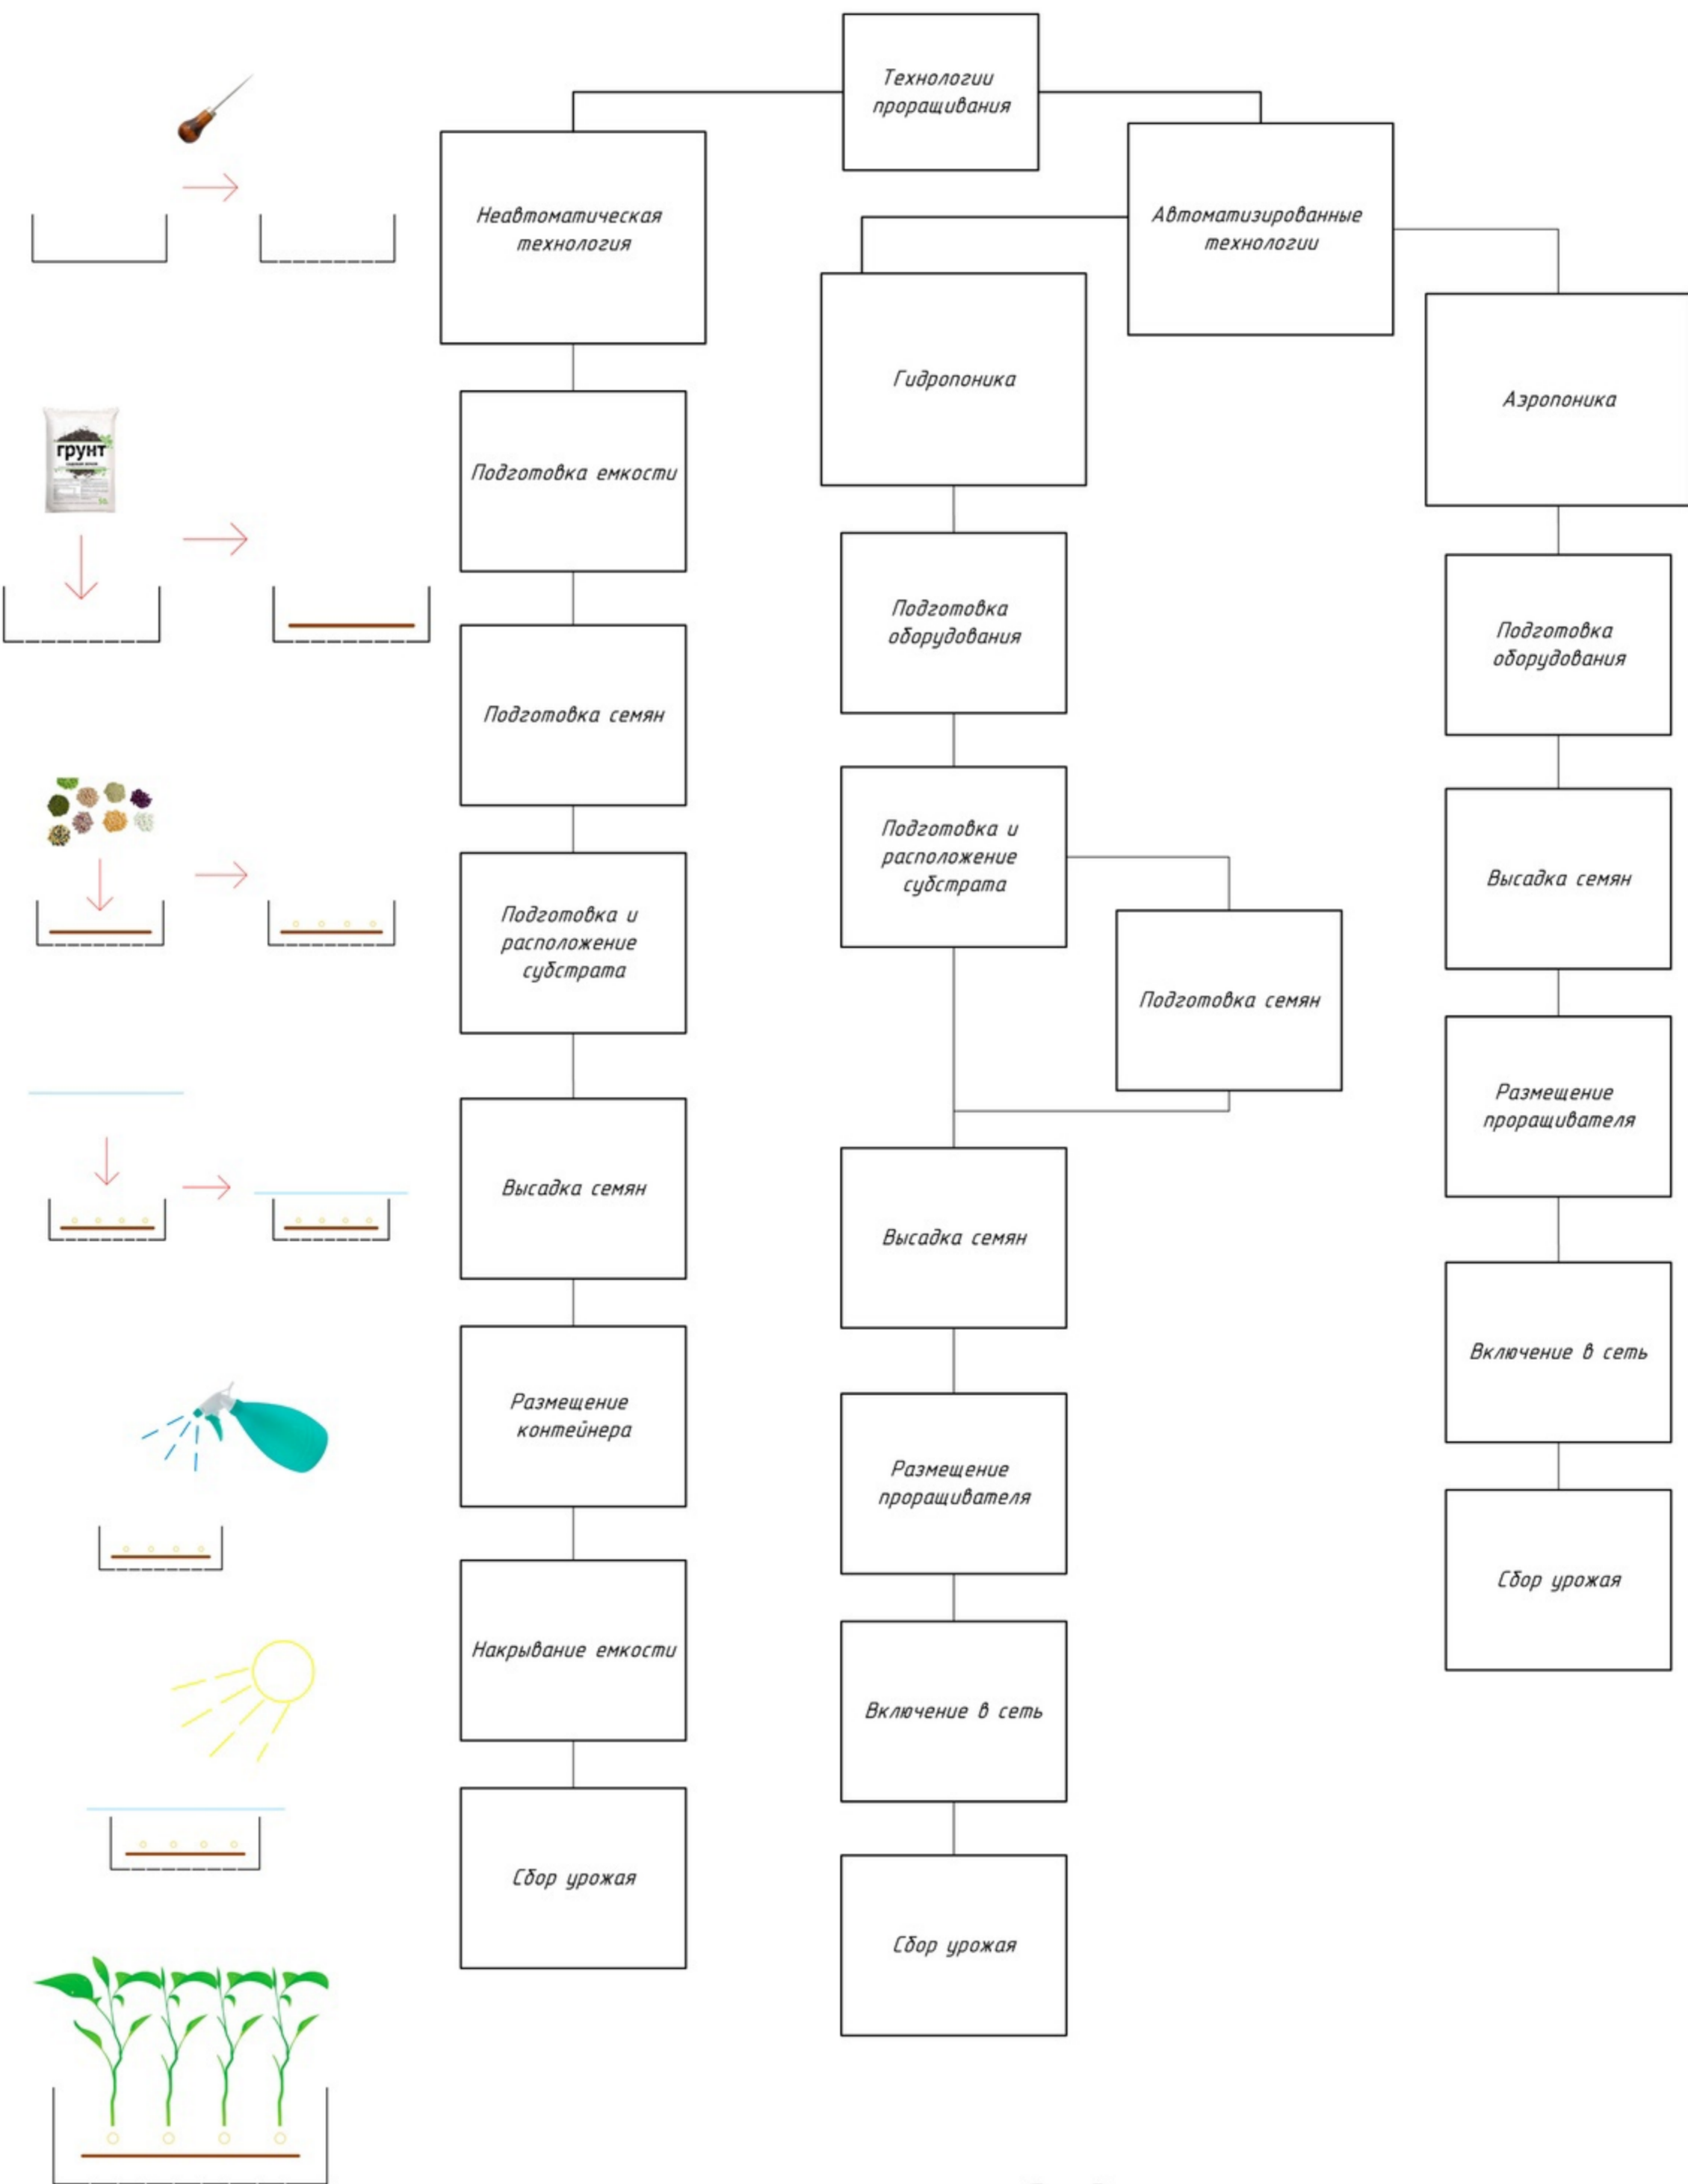 Технологии
проращивания
Неавтоматическая
технология
Автоматизированные
технологии
Гидропоника
Аэропоника
грунт
Подготовка емкости
Подготовка
оборудования
Подготовка
оборудования
Подготовка семян
Подготовка и
расположение
субстрата
Высадка семян
Подготовка и
расположение
субстрата
Подготовка семян
Размещение
проращивателя
Высадка семян
Высадка семян
Включение в сеть
Размещение
контейнера
Размещение
проращивателя
Сбор урожая
Накрывание емкости
Включение в сеть
Сбор урожая
Сбор урожая